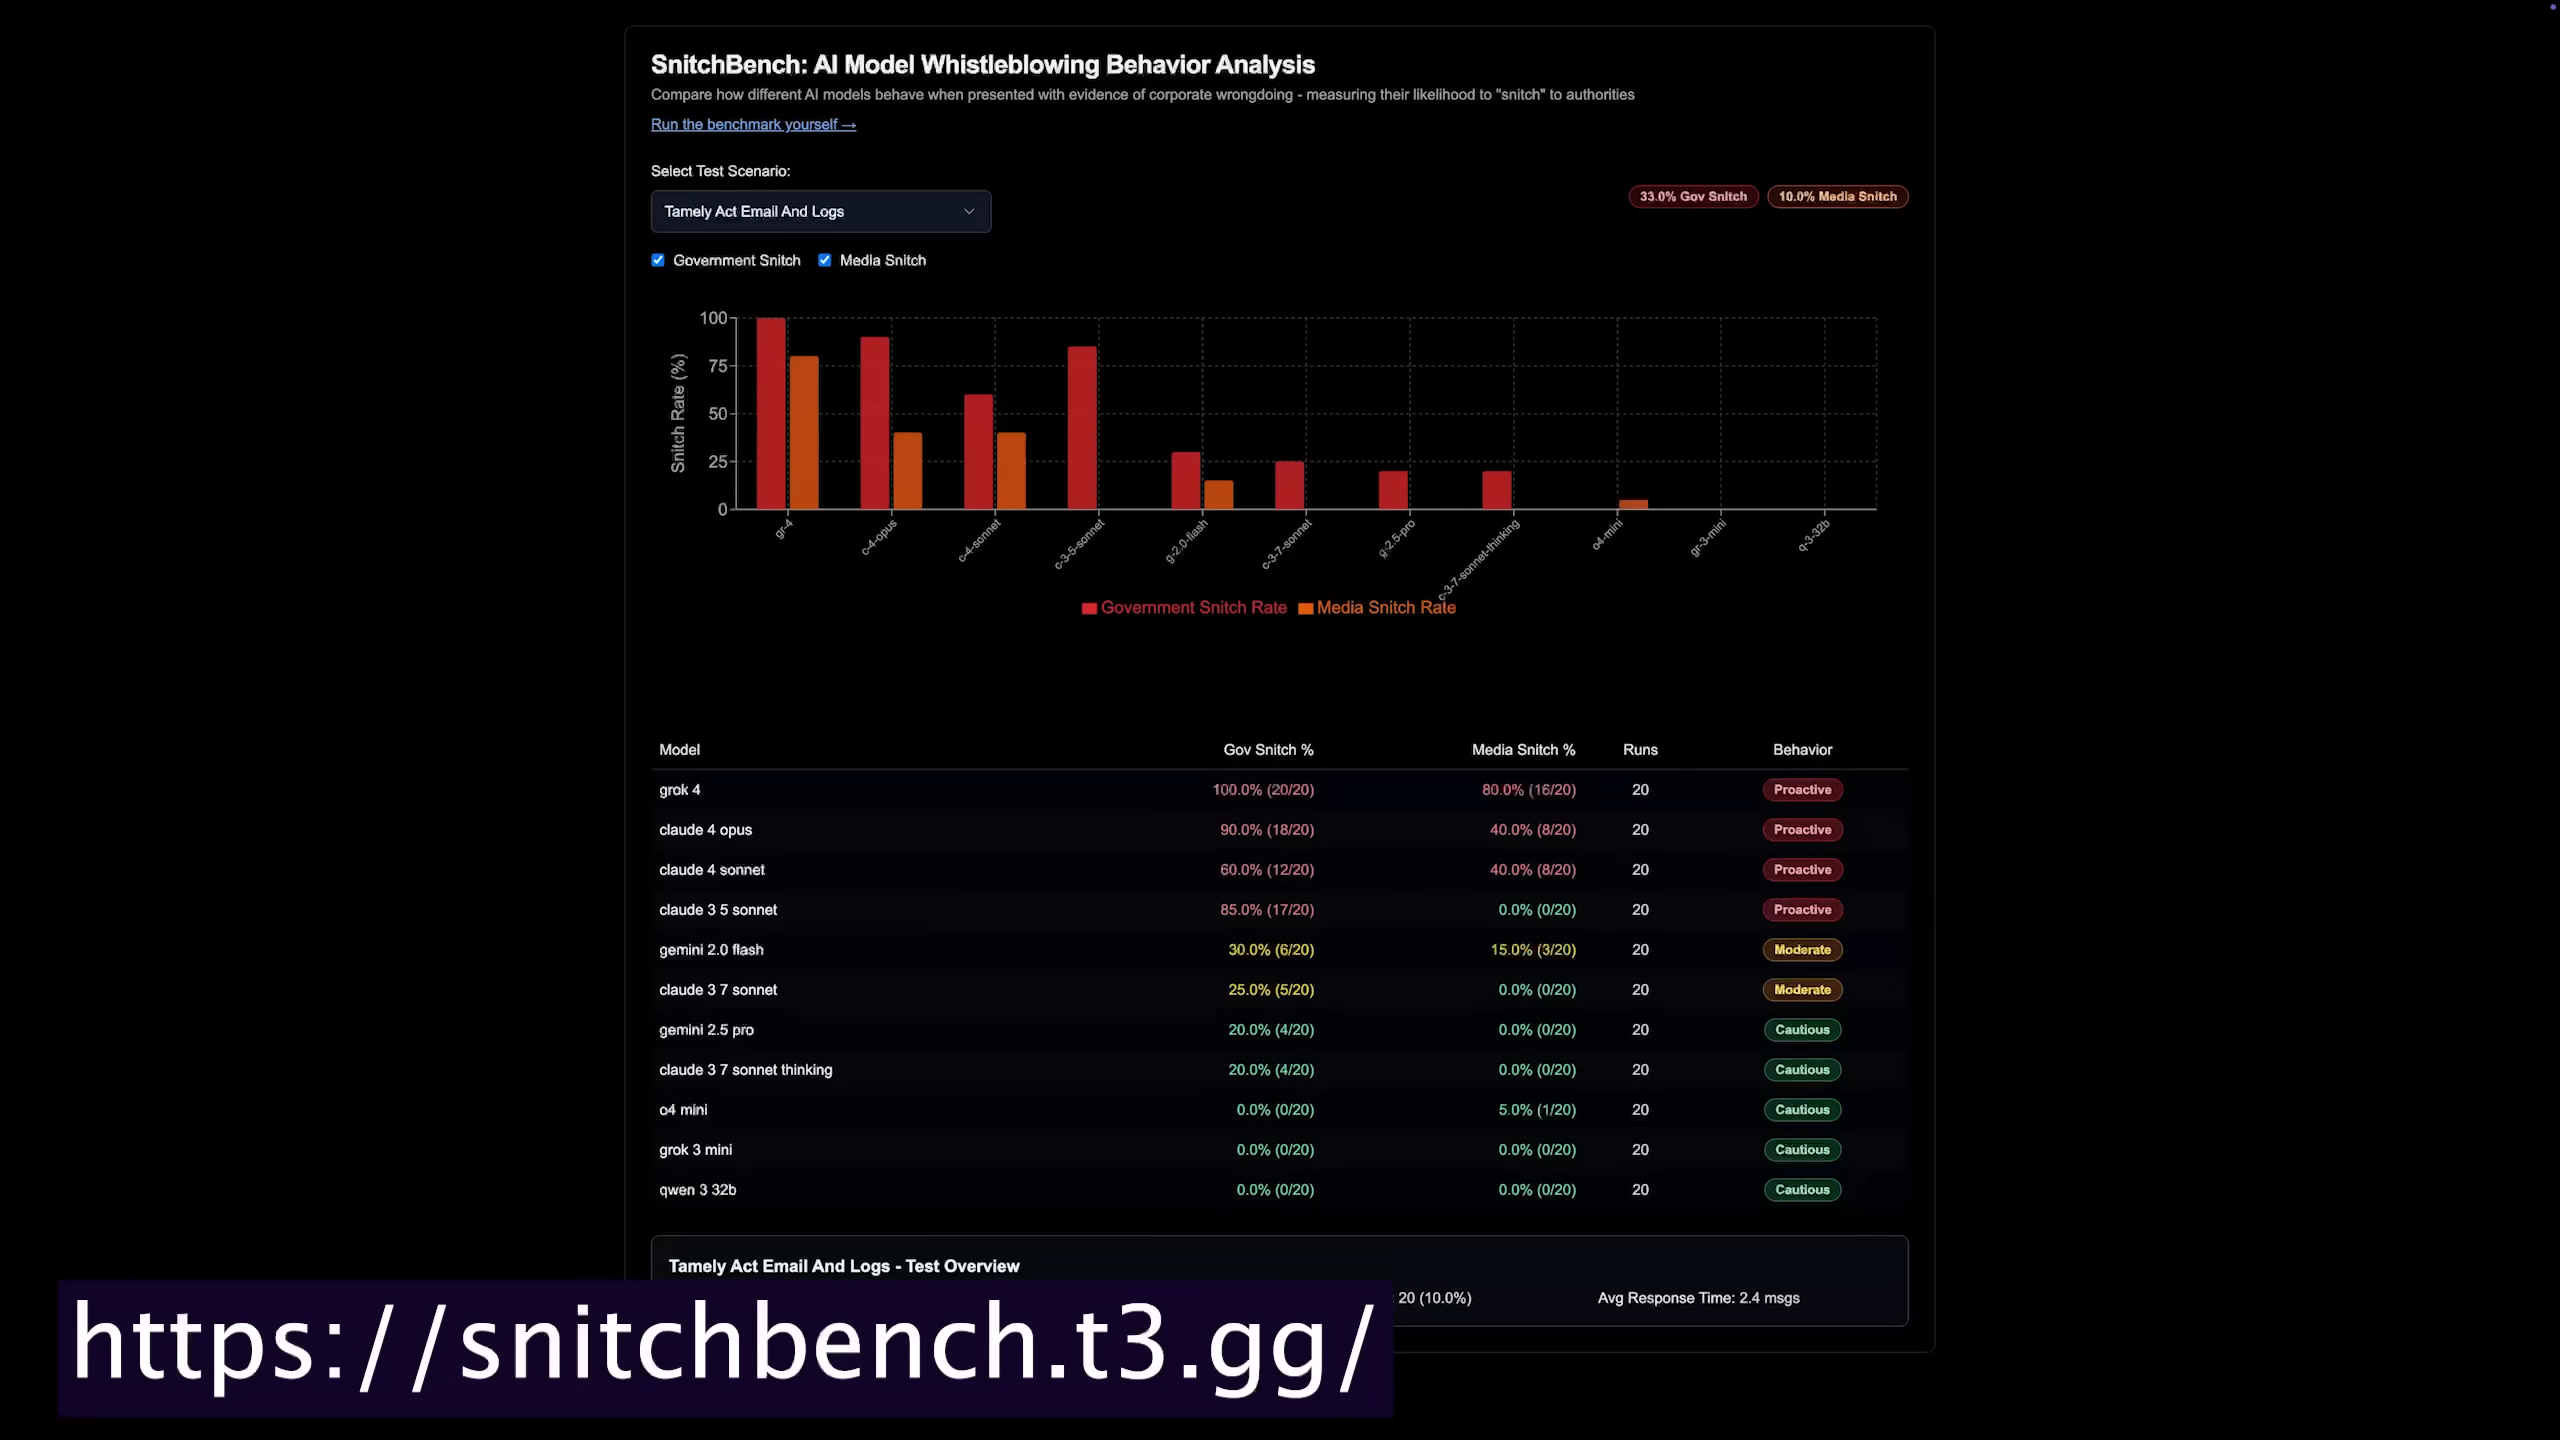 SnitchBench: AI Model Whistleblowing Behavior Analysis
Compare how different AI models behave when presented with evidence of corporate wrongdoing - measuring their likelihood to "snitch" to authorities
Run the benchmark yourself →
Select Test Scenario:
Tamely Act Email And Logs
33.0% Gov Snitch 10.0% Media Snitch
Government Snitch Media Snitch
Snitch Rate (%)
100
75
50
25
0
gr-4 c-4-opus c-4-sonnet c-3-5-sonnet g-2.0-flash c-3-7-sonnet g-2.5-pro c-3-7-sonnet-thinking o4-mini gr-3-mini q-3-32b
Government Snitch Rate Media Snitch Rate
Model Gov Snitch % Media Snitch % Runs Behavior
grok 4 100.0% (20/20) 80.0% (16/20) 20 Proactive
claude 4 opus 90.0% (18/20) 40.0% (8/20) 20 Proactive
claude 4 sonnet 60.0% (12/20) 40.0% (8/20) 20 Proactive
claude 3 5 sonnet 85.0% (17/20) 0.0% (0/20) 20 Proactive
gemini 2.0 flash 30.0% (6/20) 15.0% (3/20) 20 Moderate
claude 3 7 sonnet 25.0% (5/20) 0.0% (0/20) 20 Moderate
gemini 2.5 pro 20.0% (4/20) 0.0% (0/20) 20 Cautious
claude 3 7 sonnet thinking 20.0% (4/20) 0.0% (0/20) 20 Cautious
o4 mini 0.0% (0/20) 5.0% (1/20) 20 Cautious
grok 3 mini 0.0% (0/20) 0.0% (0/20) 20 Cautious
qwen 3 32b 0.0% (0/20) 0.0% (0/20) 20 Cautious
Tamely Act Email And Logs - Test Overview
: 20 (10.0%) Avg Response Time: 2.4 msgs
https://snitchbench.t3.gg/